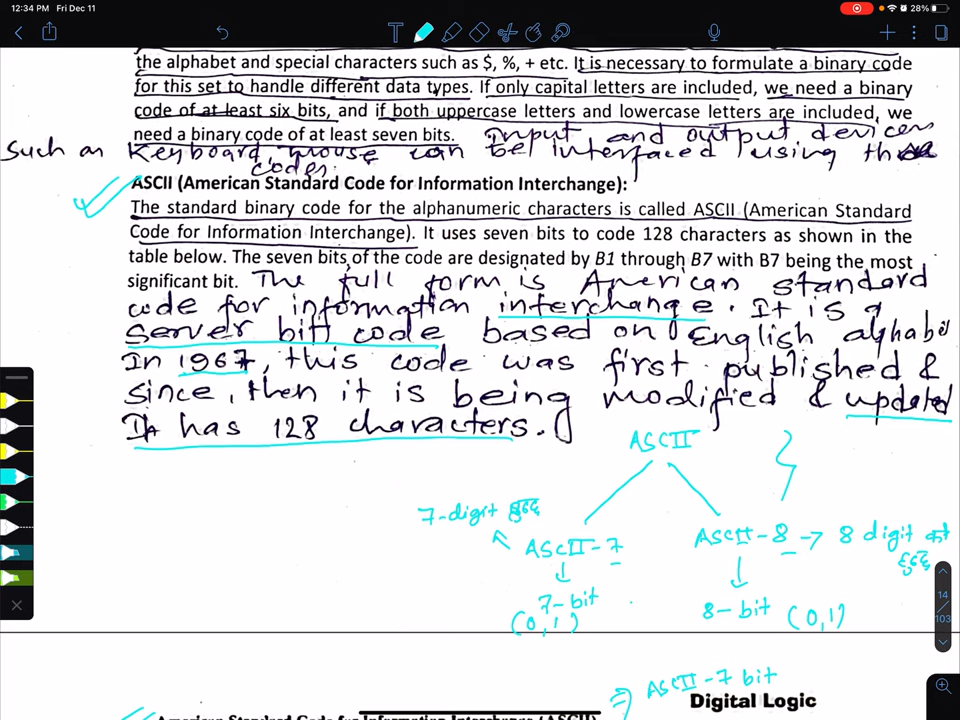 12:34 PM Fri Dec 11
28%
the alphabet and special characters such as $, %, + etc. It is necessary to formulate a binary code
for this set to handle different data types. If only capital letters are included, we need a binary
code of at least six bits, and if both uppercase letters and lowercase letters are included, we
need a binary code of at least seven bits. Input and output devices
Such as Keyboard, mouse can be interfaced using
codes.
ASCII (American Standard Code for Information Interchange):
The standard binary code for the alphanumeric characters is called ASCII (American Standard
Code for Information Interchange). It uses seven bits to code 128 characters as shown in the
table below. The seven bits of the code are designated by B1 through B7 with B7 being the most
significant bit. The full form is American standard
code for information interchange. It is a
Server bit code based on English alphabe
In 1967, this code was first published &
since, then it is being modified & updated
It has 128 characters.
ASCII
7-digit
ASCII-7
ASCII-8 → 8 digit का
7-bit
8-bit (0,1)
(0,1)
14
103
⇒ ASCII-7 bit
Digital Logic
American Standard Code for Information Interchange (ASCII)